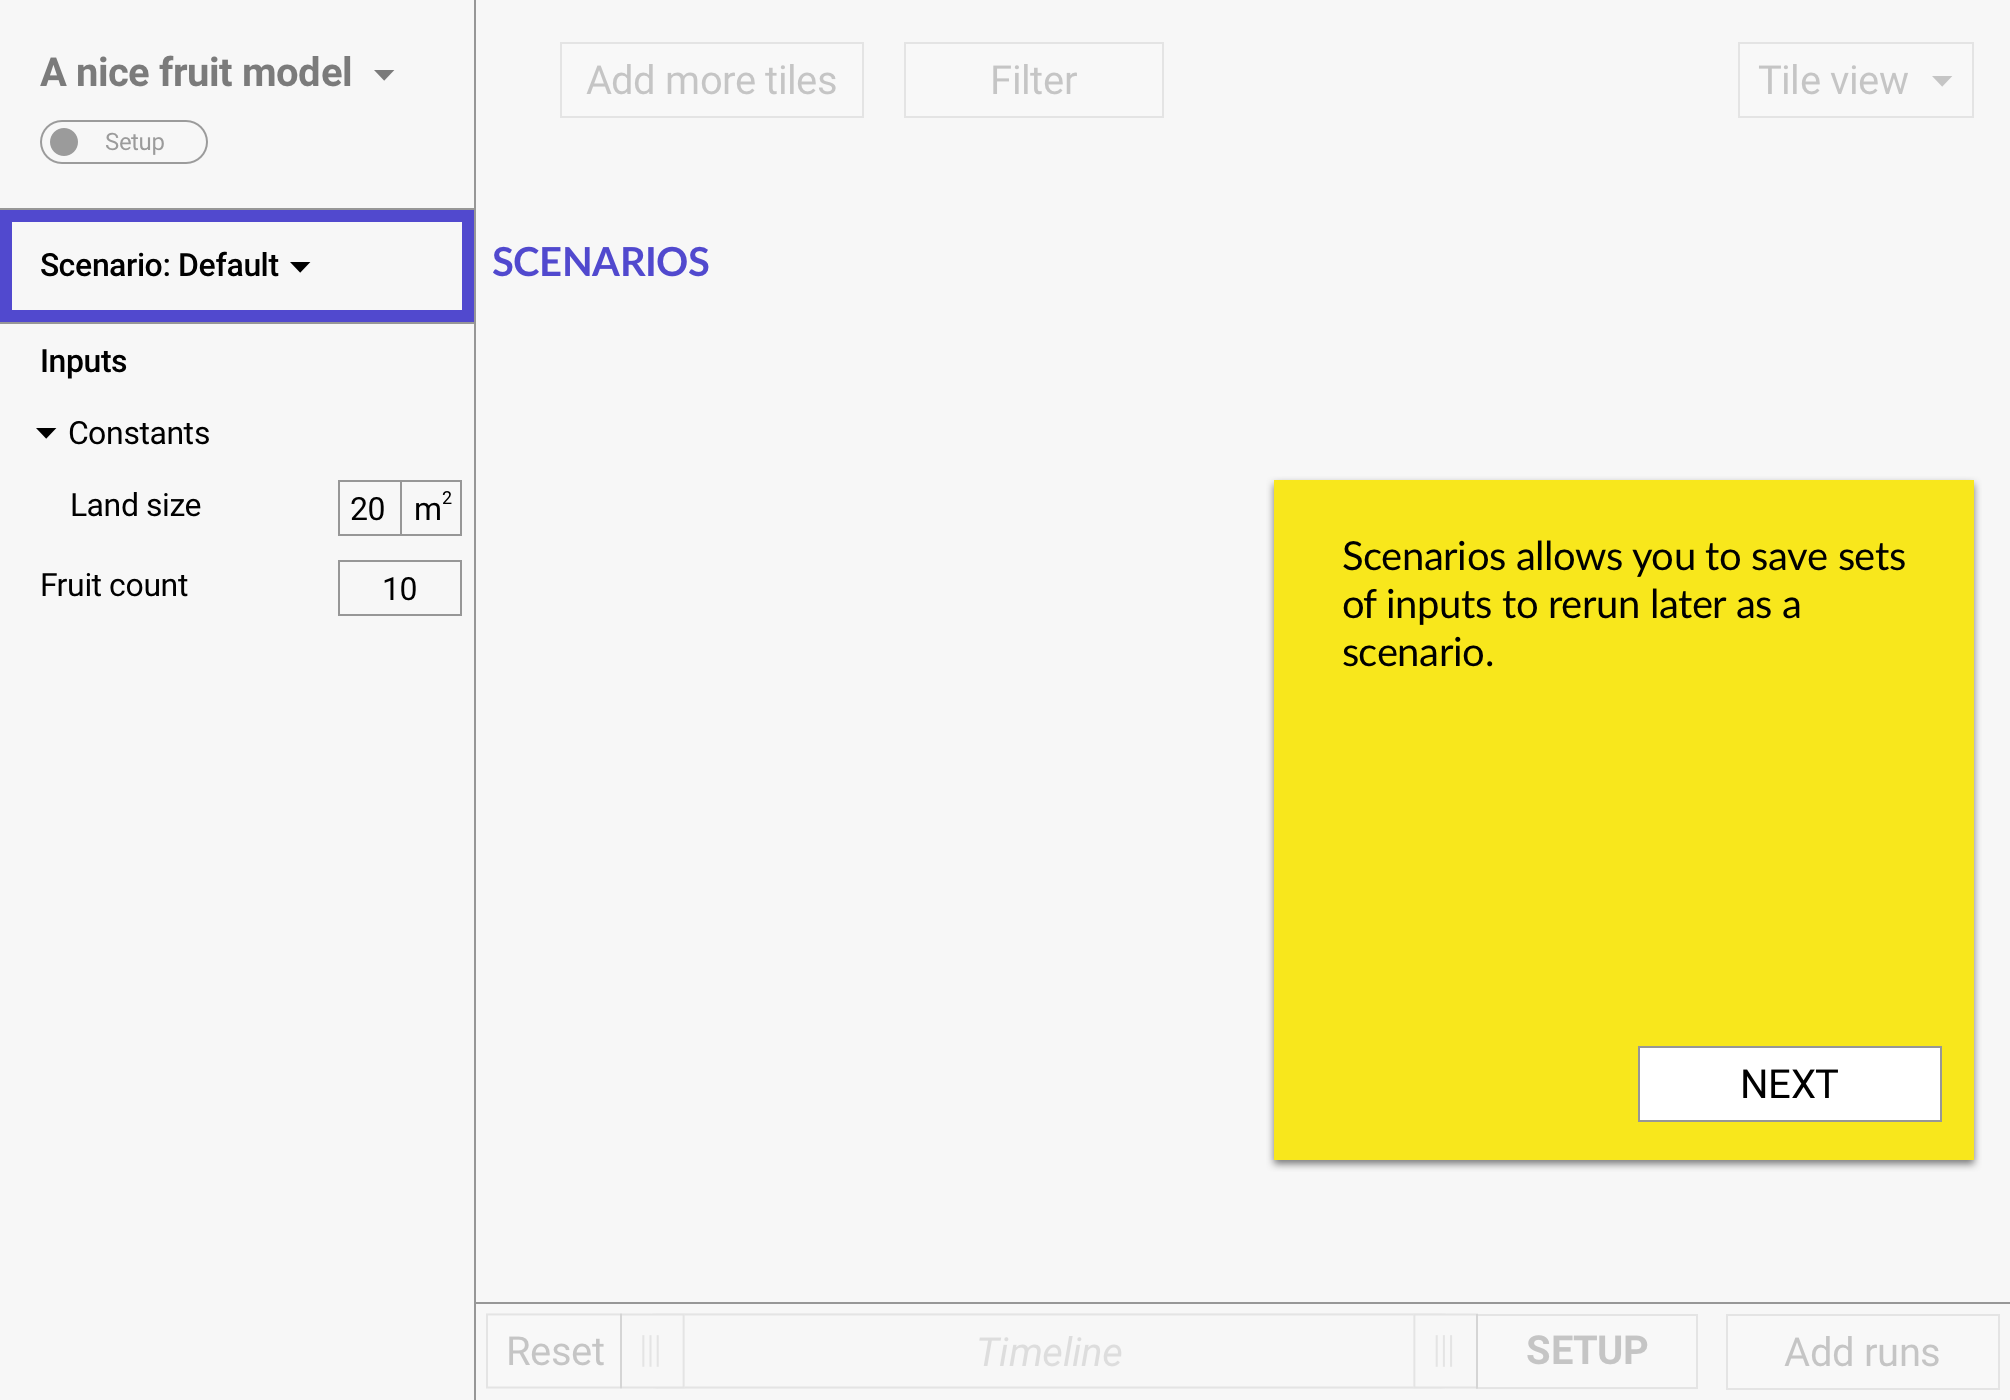 A nice fruit model
Setup
Add more tiles
Filter
Tile view
Scenario: Default
SCENARIOS
Inputs
Constants
Land size 20 m²
Fruit count 10
Scenarios allows you to save sets
of inputs to rerun later as a
scenario.
NEXT
Reset
Timeline
SETUP
Add runs